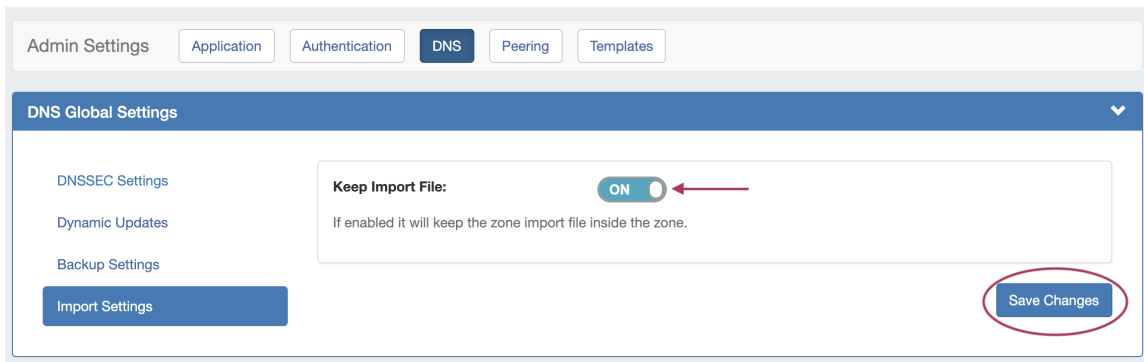 Admin Settings Application Authentication DNS Peering Templates
DNS Global Settings
DNSSEC Settings
Dynamic Updates
Backup Settings
Import Settings
Keep Import File: ON
If enabled it will keep the zone import file inside the zone.
Save Changes